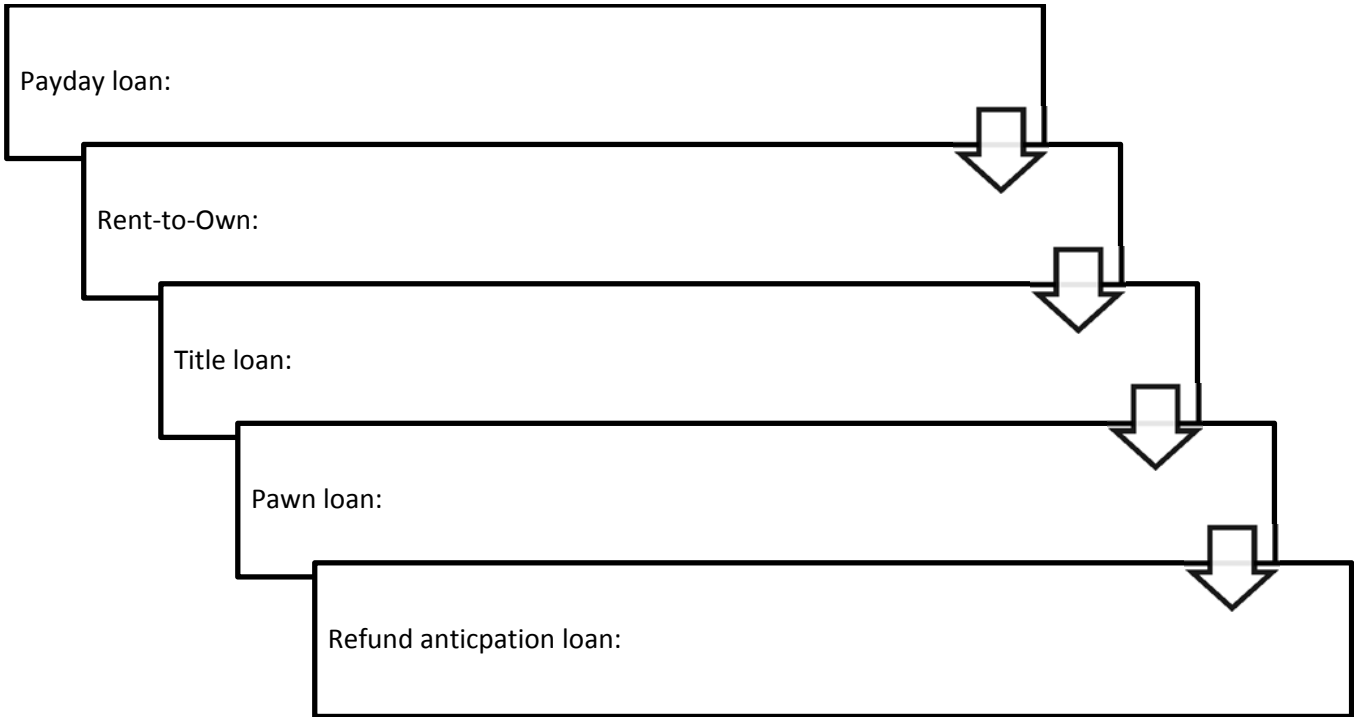 Payday loan:
Rent-to-Own:
Title loan:
Pawn loan:
Refund anticpation loan: